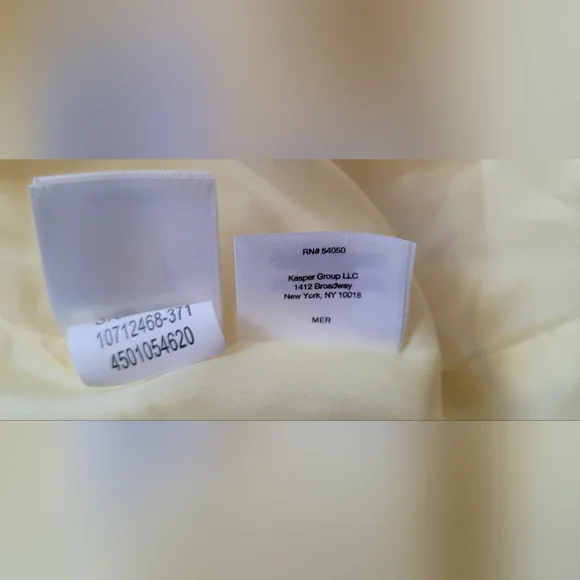 10712468-371
4501054620
RN# 54050
Kasper Group LLC
1412 Broadway
New York, NY 10018
MER